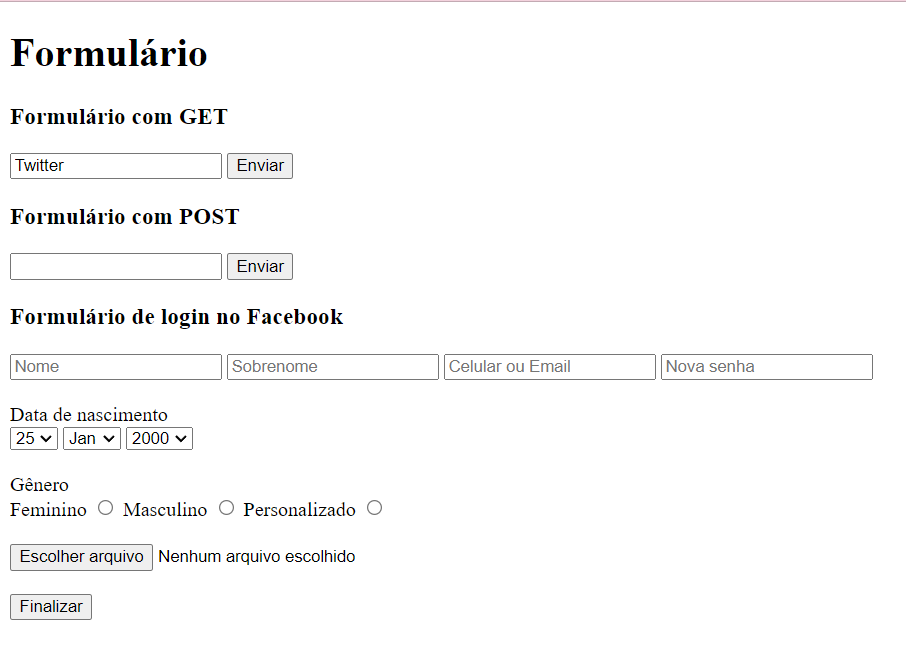 Formulário
Formulário com GET
Twitter Enviar
Formulário com POST
Enviar
Formulário de login no Facebook
Nome Sobrenome Celular ou Email Nova senha
Data de nascimento
25 Jan 2000
Gênero
Feminino Masculino Personalizado
Escolher arquivo Nenhum arquivo escolhido
Finalizar